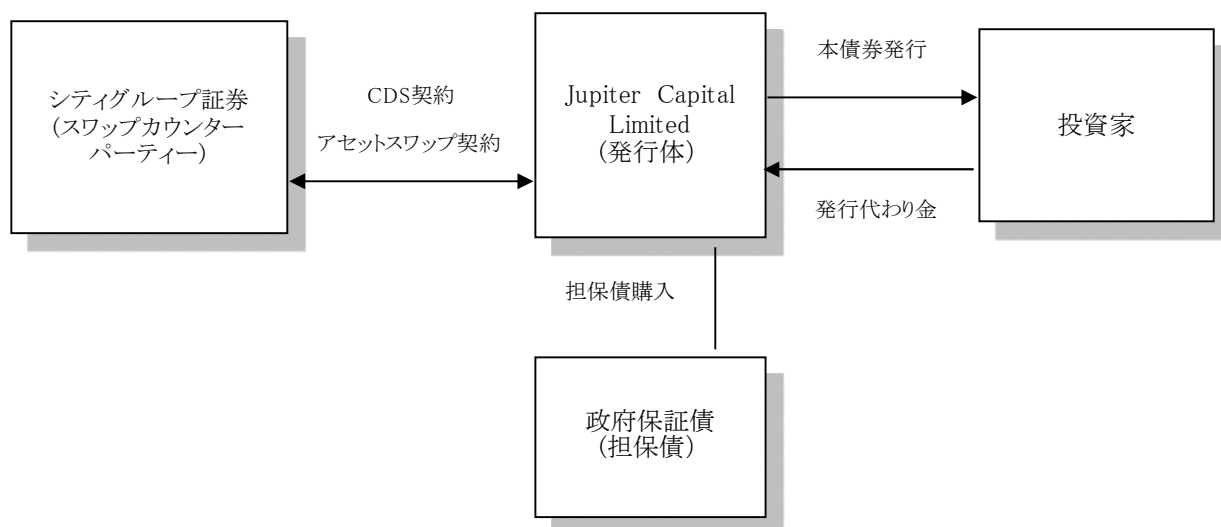 シティグループ証券
(スワップカウンター
パーティー)
CDS契約
アセットスワップ契約
Jupiter Capital
Limited
(発行体)
本債券発行
発行代わり金
投資家
担保債購入
政府保証債
(担保債)